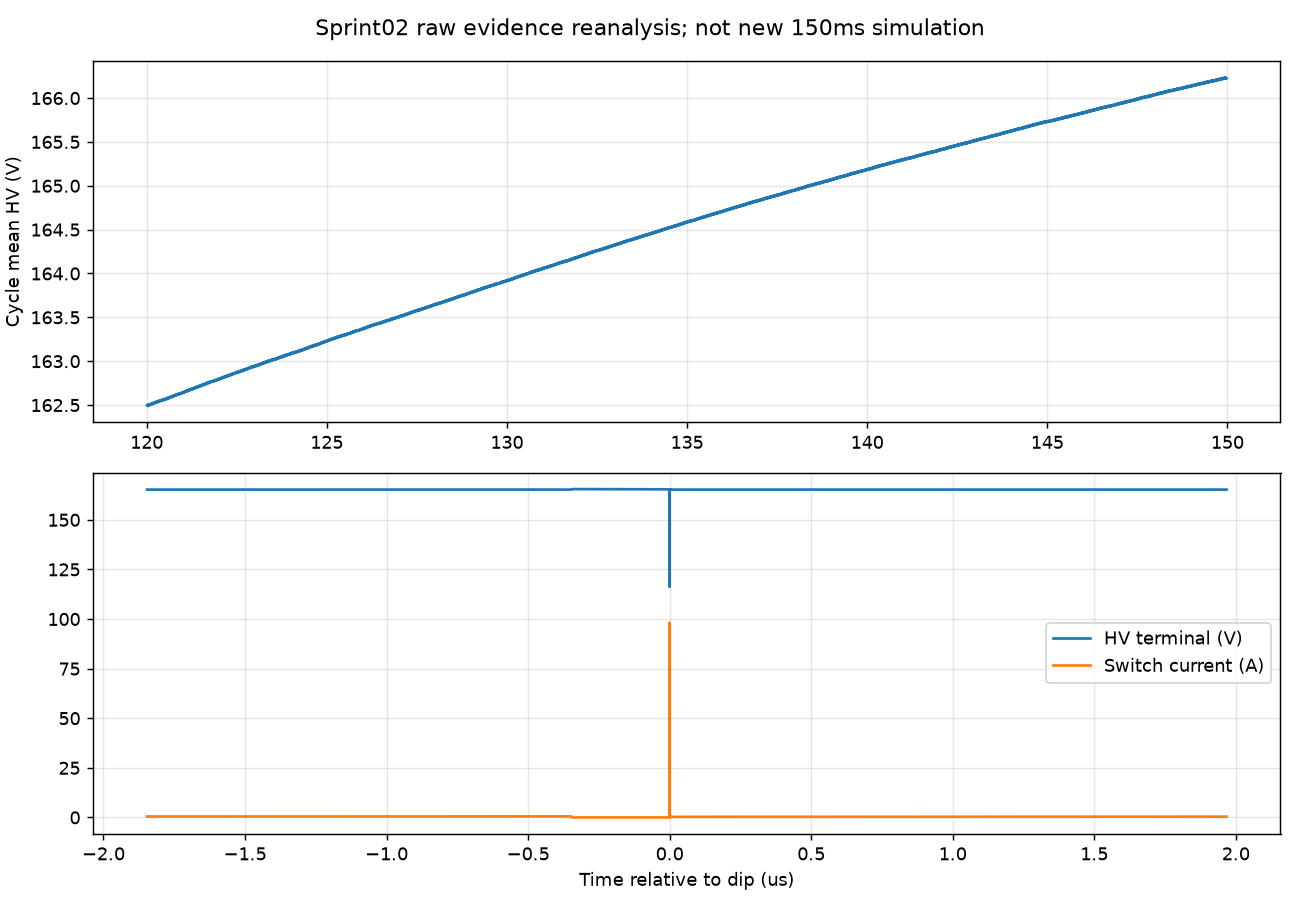 Sprint02 raw evidence reanalysis; not new 150ms simulation
Cycle mean HV (V)
166.0
165.5
165.0
164.5
164.0
163.5
163.0
162.5
120 125 130 135 140 145 150
150
125
100
75
50
25
0
HV terminal (V)
Switch current (A)
−2.0 −1.5 −1.0 −0.5 0.0 0.5 1.0 1.5 2.0
Time relative to dip (us)